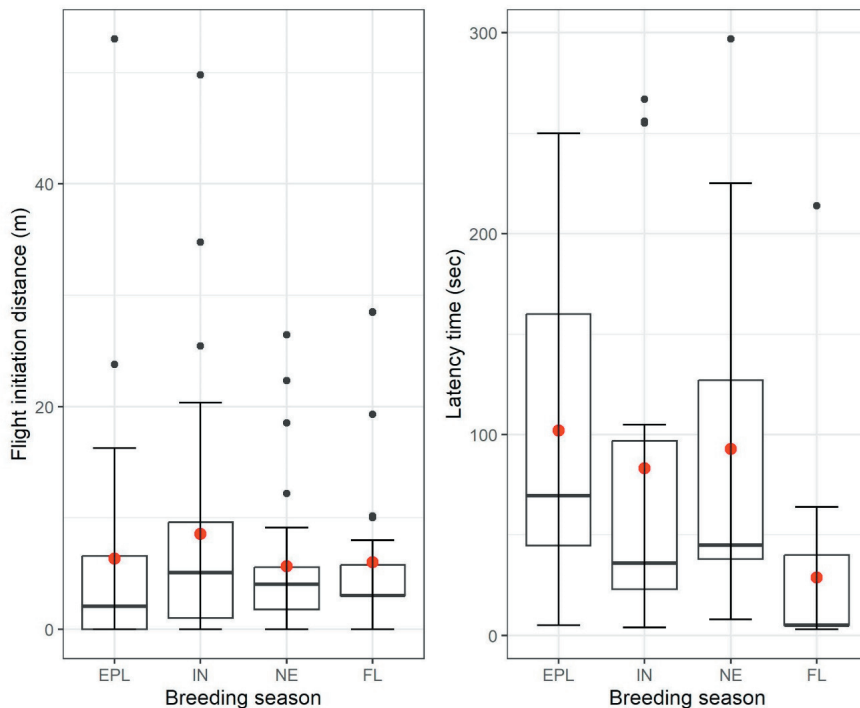 Flight initiation distance (m)
40
20
0
EPL IN NE FL
Breeding season
Latency time (sec)
300
200
100
0
EPL IN NE FL
Breeding season